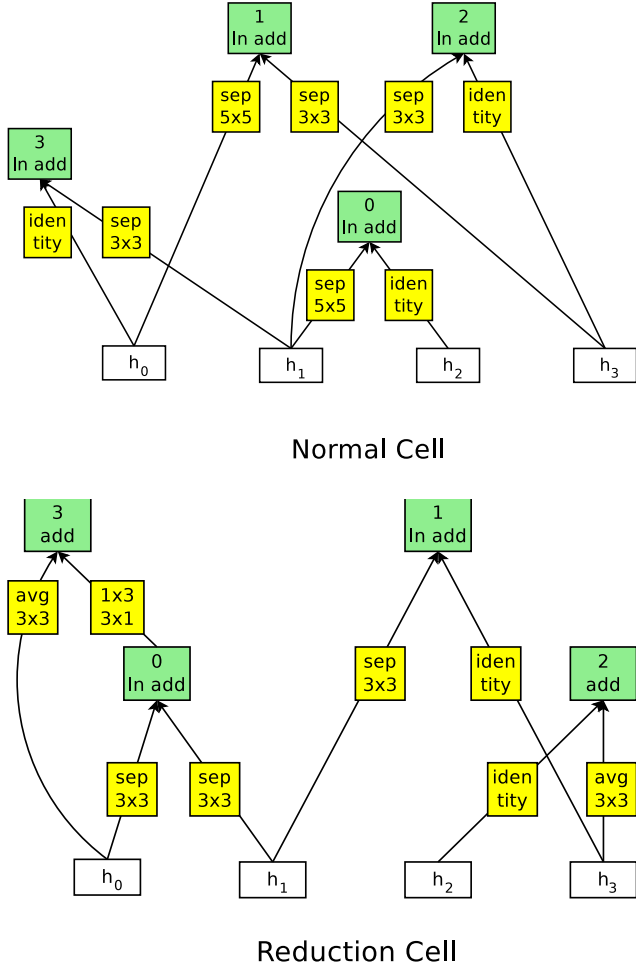 1
In add
2
In add
sep
5x5
sep
3x3
sep
3x3
iden
tity
3
In add
iden
tity
sep
3x3
0
In add
sep
5x5
iden
tity
h₀
h₁
h₂
h₃
Normal Cell
3
add
1
In add
avg
3x3
1x3
3x1
0
In add
sep
3x3
iden
tity
2
add
sep
3x3
sep
3x3
iden
tity
avg
3x3
h₀
h₁
h₂
h₃
Reduction Cell